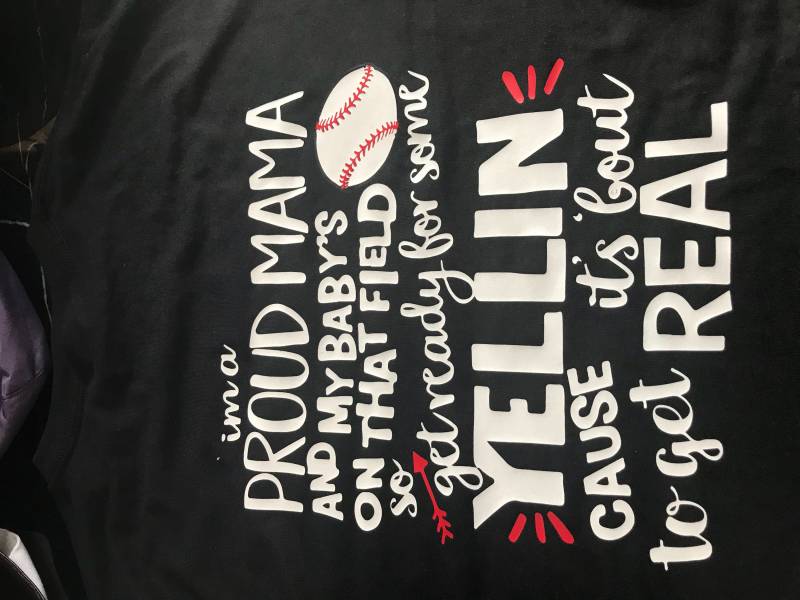 im a
PROUD MAMA
AND MY BABY'S
ON THAT FIELD
so get ready for some
YELLIN
CAUSE it's 'bout
to get REAL